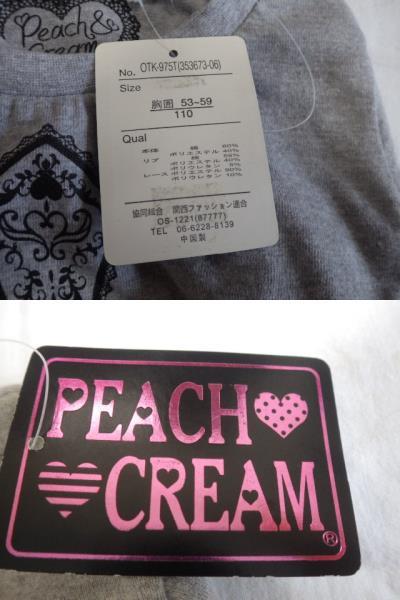 Peach &
Cream
No. OTK-975T(353673-06)
Size
胸囲 53~59
110
Qual
本体 綿 60%
ポリエステル 40%
リブ 綿
ポリエステル 40%
ポリウレタン 5%
レース ポリエステル 90%
ポリウレタン 10%
協同組合 関西ファッション連合
OS-1221(B7777)
TEL 06-6228-8139
中国製
PEACH
CREAM
®